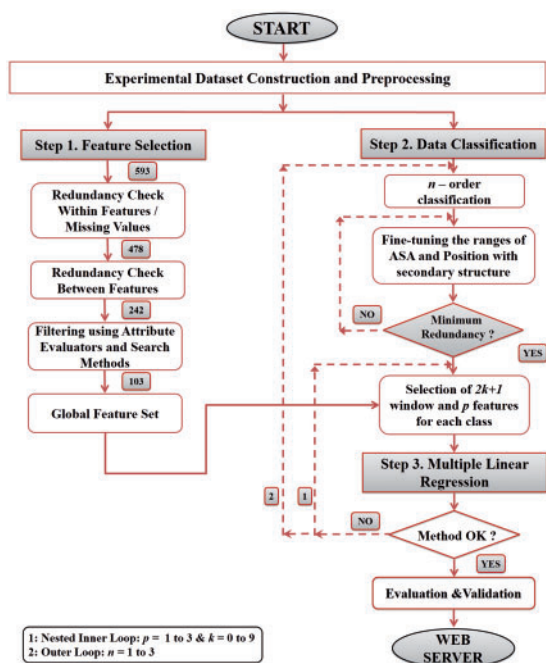 START
Experimental Dataset Construction and Preprocessing
Step 1. Feature Selection
593
Redundancy Check
Within Features /
Missing Values
478
Redundancy Check
Between Features
242
Filtering using Attribute
Evaluators and Search
Methods
103
Global Feature Set
Step 2. Data Classification
n – order
classification
Fine-tuning the ranges of
ASA and Position with
secondary structure
NO
Minimum
Redundancy ?
YES
Selection of 2k+1
window and p features
for each class
Step 3. Multiple Linear
Regression
2
1
NO
Method OK ?
YES
Evaluation &Validation
WEB
SERVER
1: Nested Inner Loop: p = 1 to 3 & k = 0 to 9
2: Outer Loop: n = 1 to 3